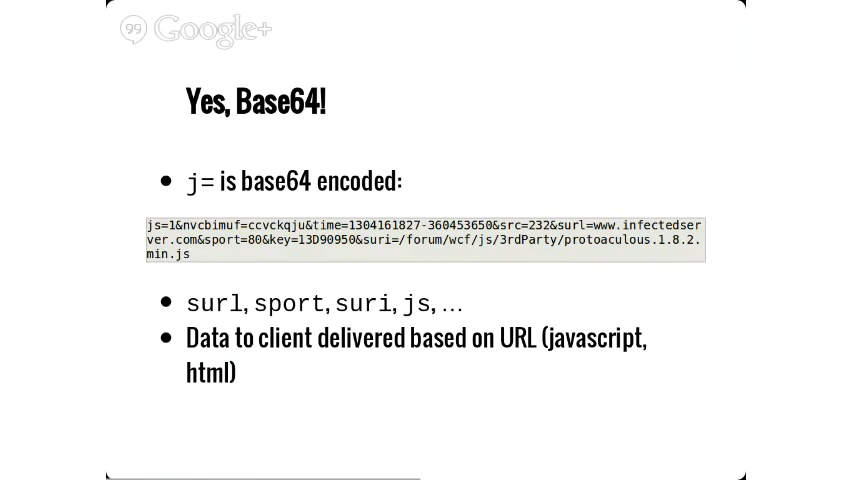 Google+
Yes, Base64!
• j= is base64 encoded:
js=1&nvcbimuf=ccvckqju&time=1304161827-360453650&src=232&surl=www.infectedser
ver.com&sport=80&key=13D90950&suri=/forum/wcf/js/3rdParty/protoaculous.1.8.2.
min.js
• surl, sport, suri, js, ...
• Data to client delivered based on URL (javascript,
html)